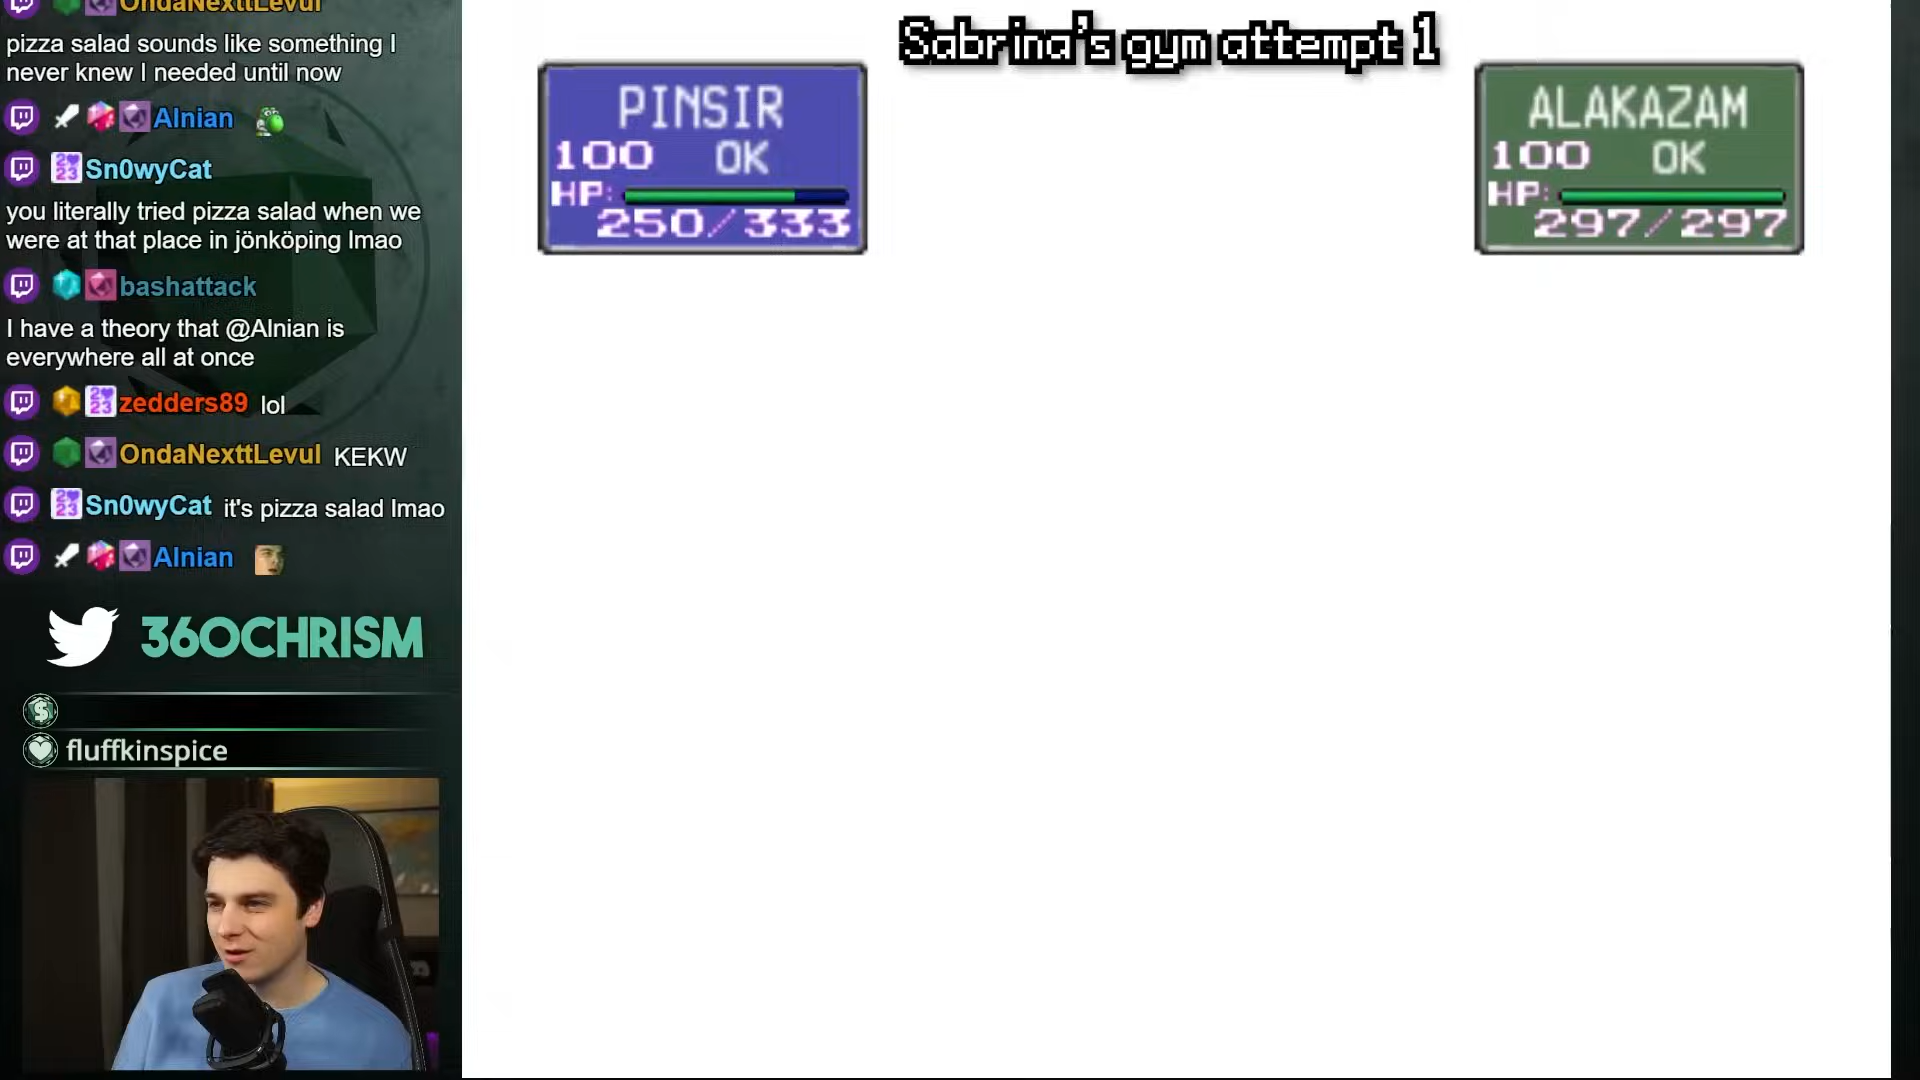 OndaNexttLevul
pizza salad sounds like something I
never knew I needed until now
Alnian
Sn0wyCat
you literally tried pizza salad when we
were at that place in jönköping lmao
bashattack
I have a theory that @Alnian is
everywhere all at once
zedders89 lol
OndaNexttLevul KEKW
Sn0wyCat it's pizza salad lmao
Alnian
360CHRISM
fluffkinspice
Sabrina's gym attempt 1
PINSIR
100 OK
HP:
250/333
ALAKAZAM
100 OK
HP:
297/297